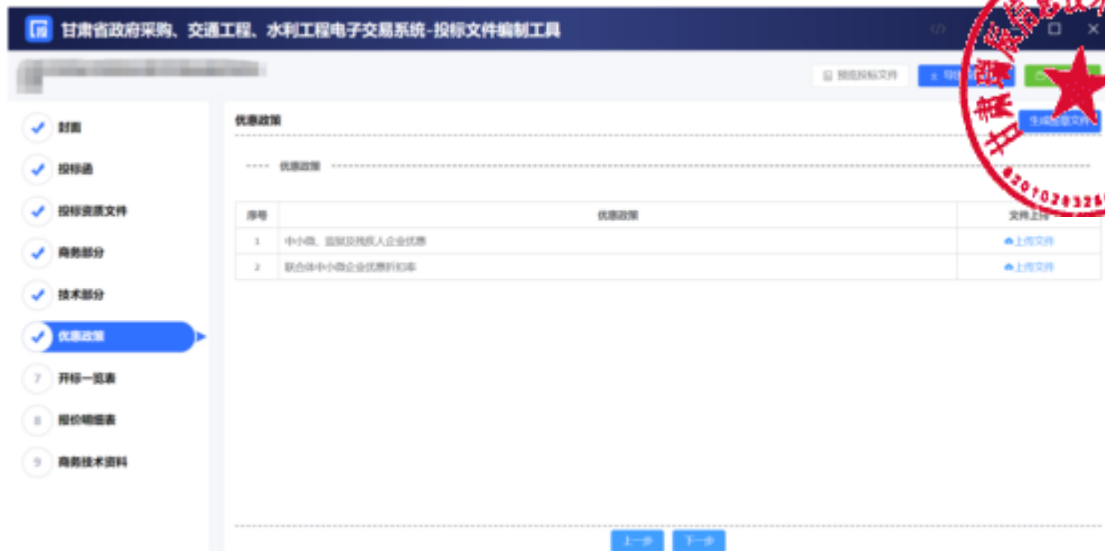 甘肃省政府采购、交通工程、水利工程电子交易系统-投标文件编制工具
预览投标文件
封面
投标函
投标资质文件
商务部分
技术部分
优惠政策
7 开标一览表
8 报价明细表
9 商务技术资料
优惠政策
优惠政策
序号 优惠政策 文件上传
1 中小微、监狱及残疾人企业优惠 上传文件
2 联合体中小微企业优惠折扣率 上传文件
上一步 下一步